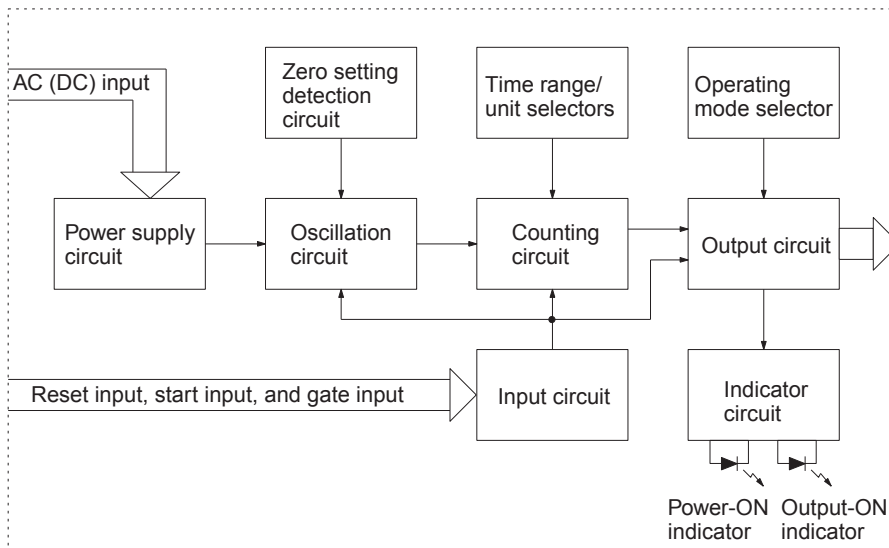 AC (DC) input
Zero setting
detection
circuit
Time range/
unit selectors
Operating
mode selector
Power supply
circuit
Oscillation
circuit
Counting
circuit
Output circuit
Reset input, start input, and gate input
Input circuit
Indicator
circuit
Power-ON
indicator
Output-ON
indicator